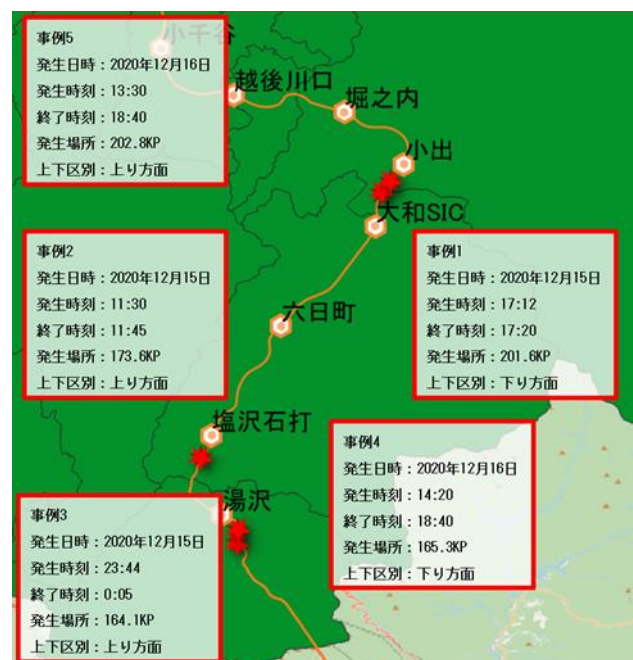 小千谷
事例5
発生日時：2020年12月16日
発生時刻：13:30
終了時刻：18:40
発生場所：202.8KP
上下区別：上り方面
越後川口
堀之内
小出
大和SIC
事例2
発生日時：2020年12月15日
発生時刻：11:30
終了時刻：11:45
発生場所：173.6KP
上下区別：上り方面
事例1
発生日時：2020年12月15日
発生時刻：17:12
終了時刻：17:20
発生場所：201.6KP
上下区別：下り方面
六日町
塩沢石打
事例4
発生日時：2020年12月16日
発生時刻：14:20
終了時刻：18:40
発生場所：165.3KP
上下区別：下り方面
湯沢
事例3
発生日時：2020年12月15日
発生時刻：23:44
終了時刻：0:05
発生場所：164.1KP
上下区別：上り方面